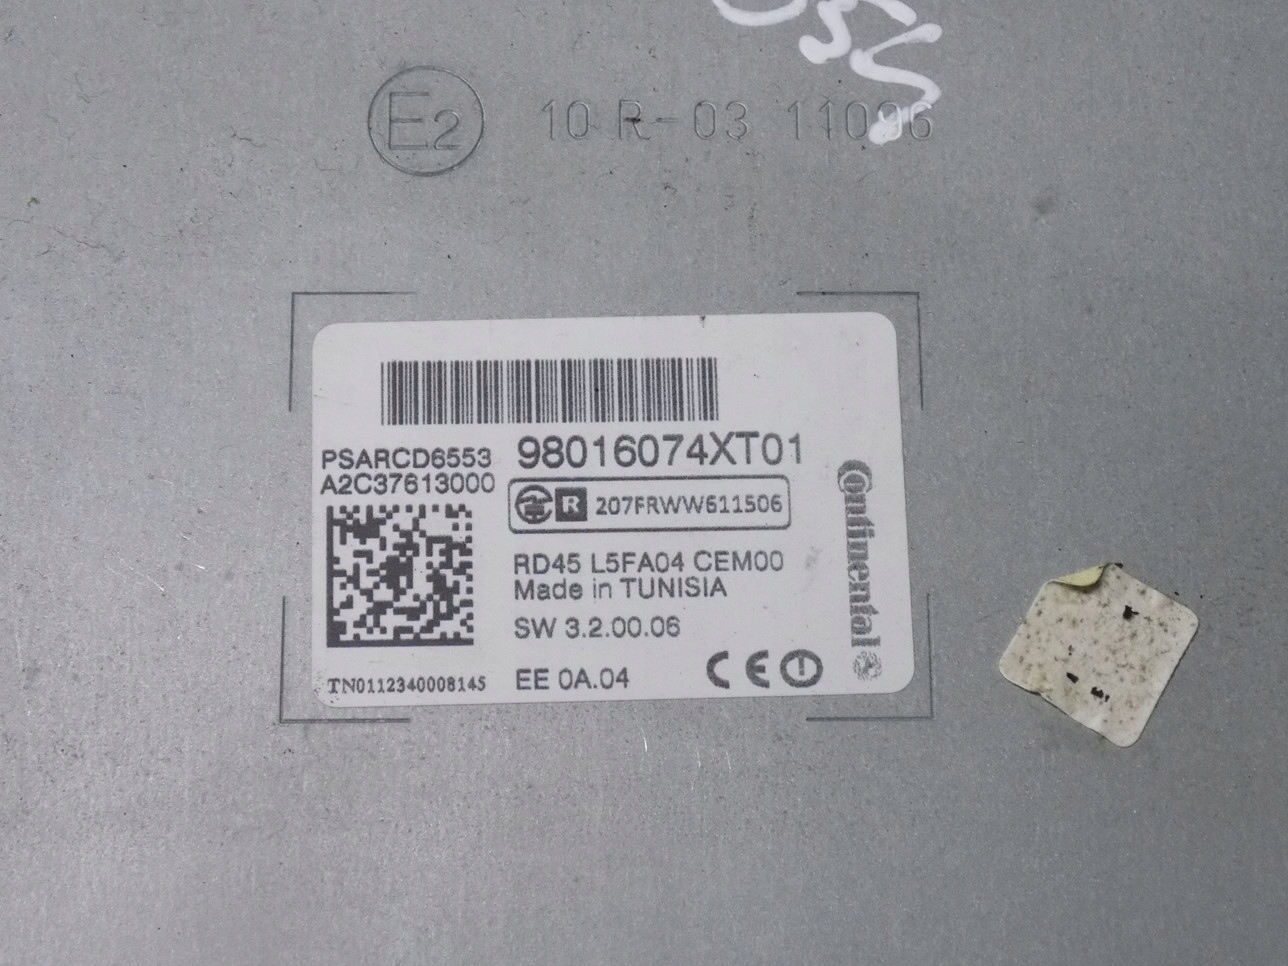 E2 10 R-03 11096
PSARCD6553 98016074XT01
A2C37613000
R 207FRWW611506
RD45 L5FA04 CEM00
Made in TUNISIA
SW 3.2.00.06
TN0112340008145 EE 0A.04 CE
Continental